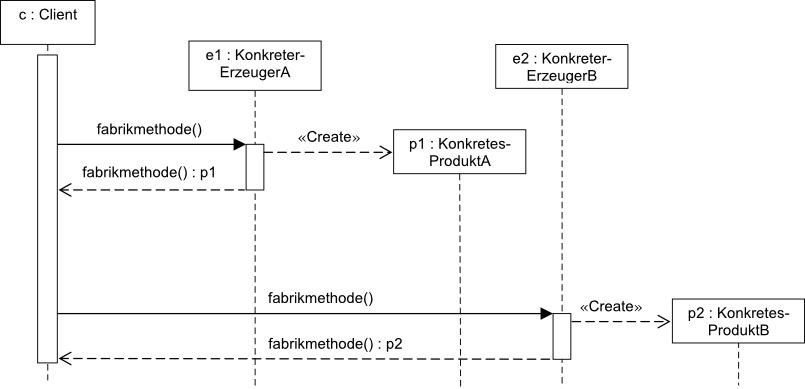 c : Client
e1 : Konkreter-
ErzeugerA
e2 : Konkreter-
ErzeugerB
fabrikmethode()
«Create»
p1 : Konkretes-
ProduktA
fabrikmethode() : p1
fabrikmethode()
«Create»
p2 : Konkretes-
ProduktB
fabrikmethode() : p2